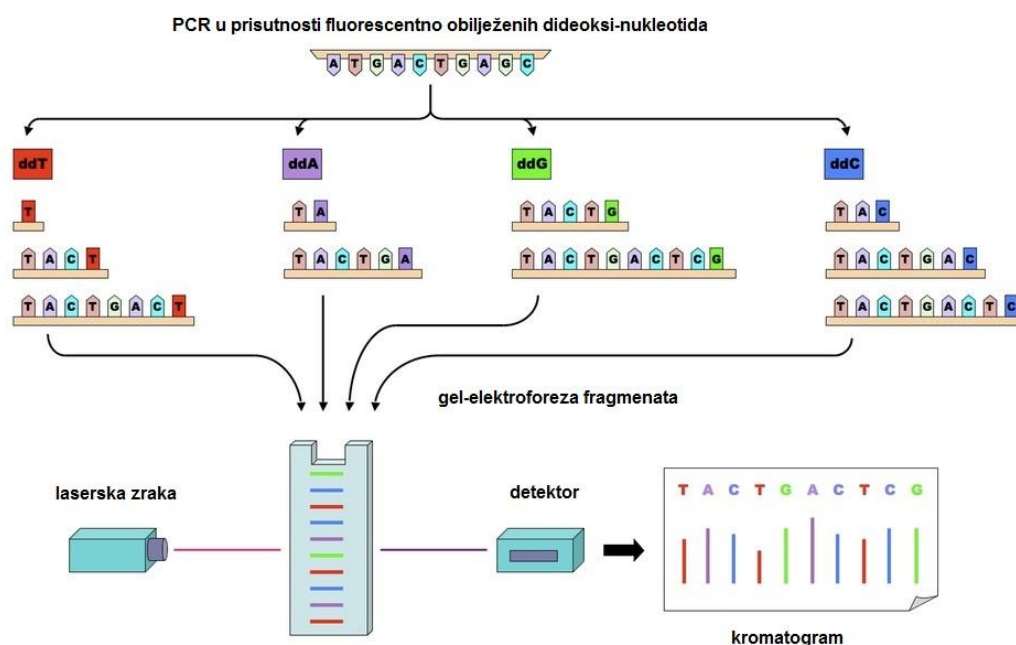 PCR u prisutnosti fluorescentno obilježenih dideoksi-nukleotida
A T G A C T G A G C
ddT ddA ddG ddC
T T A T A C T G T A C
T A C T T A C T G A T A C T G A C T C G T A C T G A C
T A C T G A C T T A C T G A C T C
gel-elektroforeza fragmenata
laserska zraka
detektor
T A C T G A C T C G
kromatogram